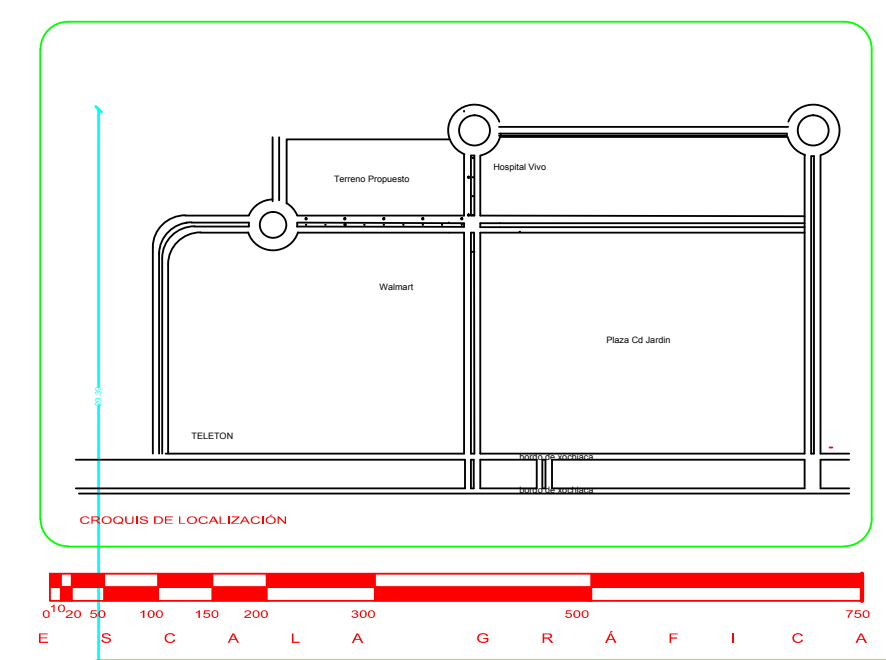 Hospital Vivo
Terreno Propuesto
Walmart
Plaza Cd Jardin
TELETON
bordo de xochiaca
bordo de xochiaca
CROQUIS DE LOCALIZACIÓN
0 10 20 50 100 150 200 300 500 750
E S C A L A G R Á F I C A